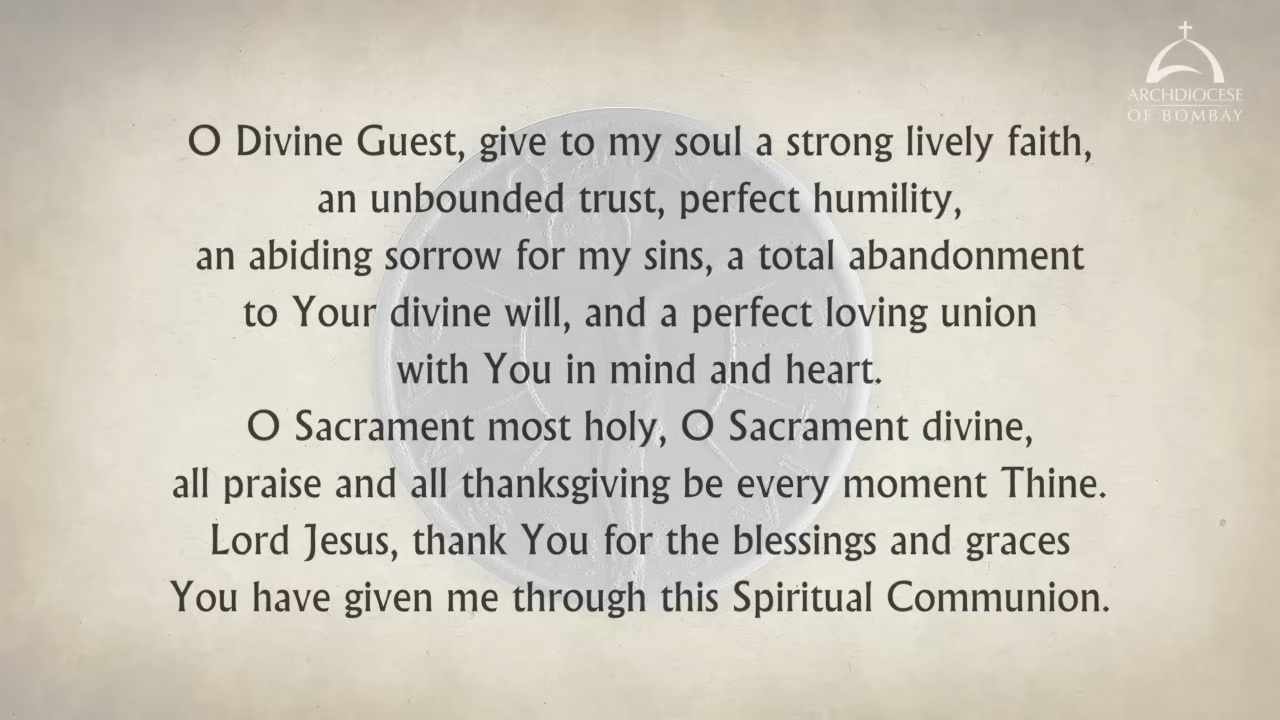 ARCHDIOCESE
OF BOMBAY
O Divine Guest, give to my soul a strong lively faith,
an unbounded trust, perfect humility,
an abiding sorrow for my sins, a total abandonment
to Your divine will, and a perfect loving union
with You in mind and heart.
O Sacrament most holy, O Sacrament divine,
all praise and all thanksgiving be every moment Thine.
Lord Jesus, thank You for the blessings and graces
You have given me through this Spiritual Communion.